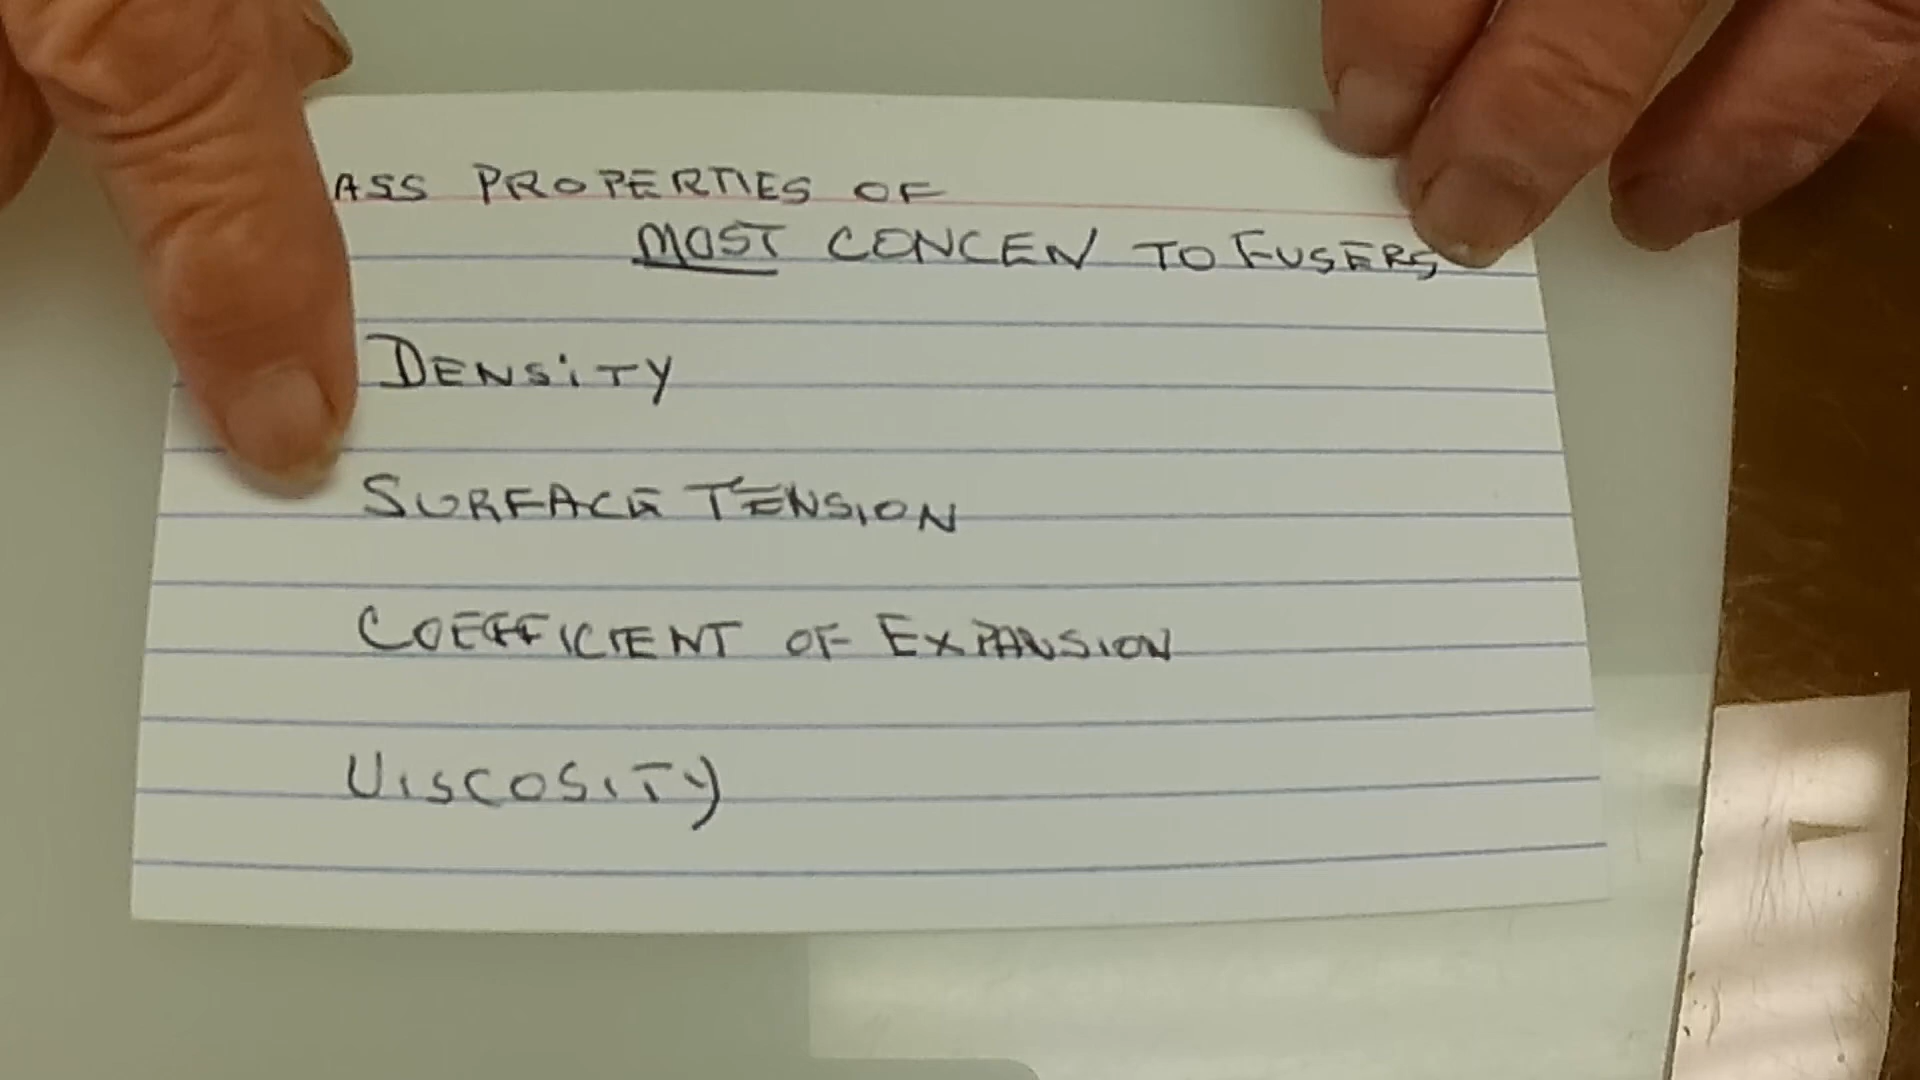 ASS PROPERTIES OF
MOST CONCEN TO FUSERS
DENSITY
SURFACE TENSION
COEFFICIENT OF EXPANSION
VISCOSITY